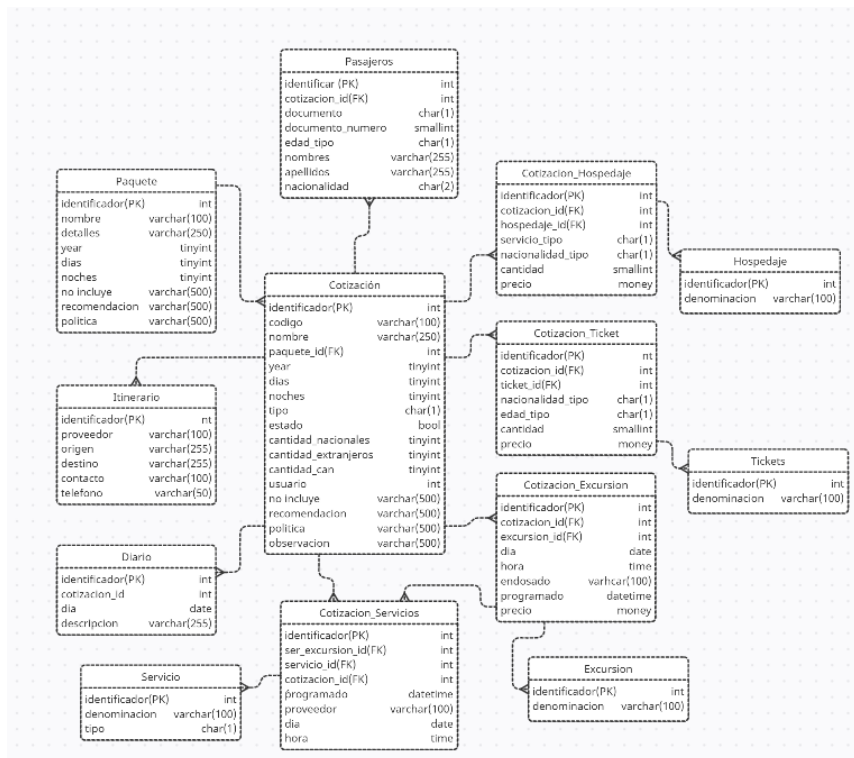 Pasajeros
identificar (PK) int
cotizacion_id(FK) int
documento char(1)
documento_numero smallint
edad_tipo char(1)
nombres varchar(255)
apellidos varchar(255)
nacionalidad char(2)
Paquete
identificador(PK) int
nombre varchar(100)
detalles varchar(250)
year tinyint
dias tinyint
noches tinyint
no incluye varchar(500)
recomendacion varchar(500)
politica varchar(500)
Cotización
identificador(PK) int
codigo varchar(100)
nombre varchar(250)
paquete_id(FK) int
year tinyint
dias tinyint
noches tinyint
tipo char(1)
estado bool
cantidad_nacionales tinyint
cantidad_extranjeros tinyint
cantidad_can tinyint
usuario int
no incluye varchar(500)
recomendacion varchar(500)
politica varchar(500)
observacion varchar(500)
Cotizacion_Hospedaje
identificador(PK) int
cotizacion_id(FK) int
hospedaje_id(FK) int
servicio_tipo char(1)
nacionalidad_tipo char(1)
cantidad smallint
precio money
Hospedaje
identificador(PK) int
denominacion varchar(100)
Cotizacion_Ticket
identificador(PK) nt
cotizacion_id(FK) int
ticket_id(FK) int
nacionalidad_tipo char(1)
edad_tipo char(1)
cantidad smallint
precio money
Tickets
identificador(PK) int
denominacion varchar(100)
Itinerario
identificador(PK) nt
proveedor varchar(100)
origen varchar(255)
destino varchar(255)
contacto varchar(100)
telefono varchar(50)
Cotizacion_Excursion
identificador(PK) int
cotizacion_id(FK) int
excursion_id(FK) int
dia date
hora time
endosado varhcar(100)
programado datetime
precio money
Diario
identificador(PK) int
cotizacion_id int
dia date
descripcion varchar(255)
Cotizacion_Servicios
identificador(PK) int
ser_excursion_id(FK) int
servicio_id(FK) int
cotizacion_id(FK) int
programado datetime
proveedor varchar(100)
dia date
hora time
Servicio
identificador(PK) int
denominacion varchar(100)
tipo char(1)
Excursion
identificador(PK) int
denominacion varchar(100)